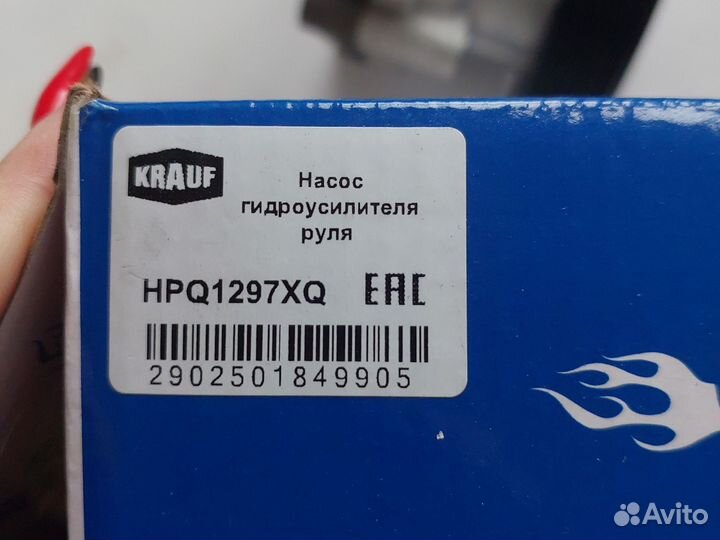 KRAUF
Насос
гидроусилителя
руля
HPQ1297XQ EAC
2902501849905
Avito